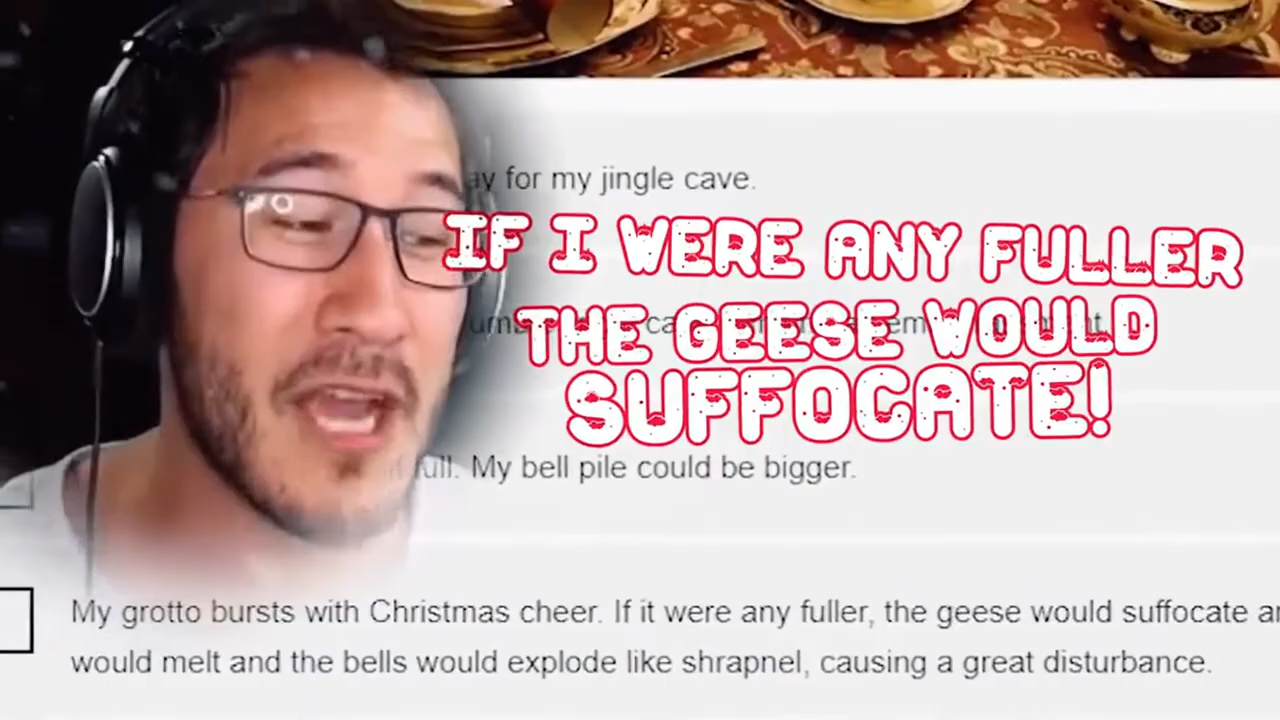 ay for my jingle cave.
IF I WERE ANY FULLER
THE GEESE WOULD
SUFFOCATE!
full. My bell pile could be bigger.
My grotto bursts with Christmas cheer. If it were any fuller, the geese would suffocate
would melt and the bells would explode like shrapnel, causing a great disturbance.